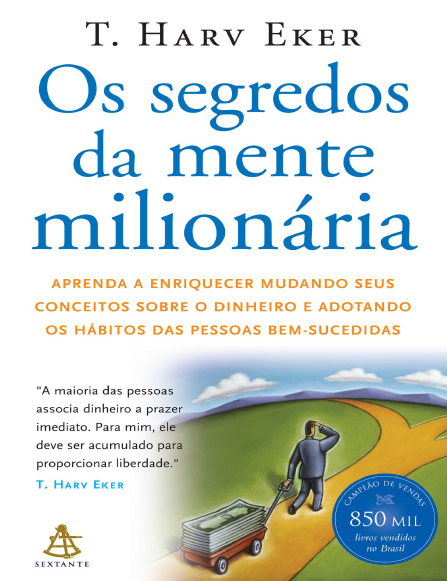 T. HARV EKER
Os segredos
da mente
milionária
APRENDA A ENRIQUECER MUDANDO SEUS
CONCEITOS SOBRE O DINHEIRO E ADOTANDO
OS HÁBITOS DAS PESSOAS BEM-SUCEDIDAS
"A maioria das pessoas
associa dinheiro a prazer
imediato. Para mim, ele
deve ser acumulado para
proporcionar liberdade."
T. HARV EKER
CAMPEÃO DE VENDAS
850 MIL
livros vendidos
no Brasil
SEXTANTE